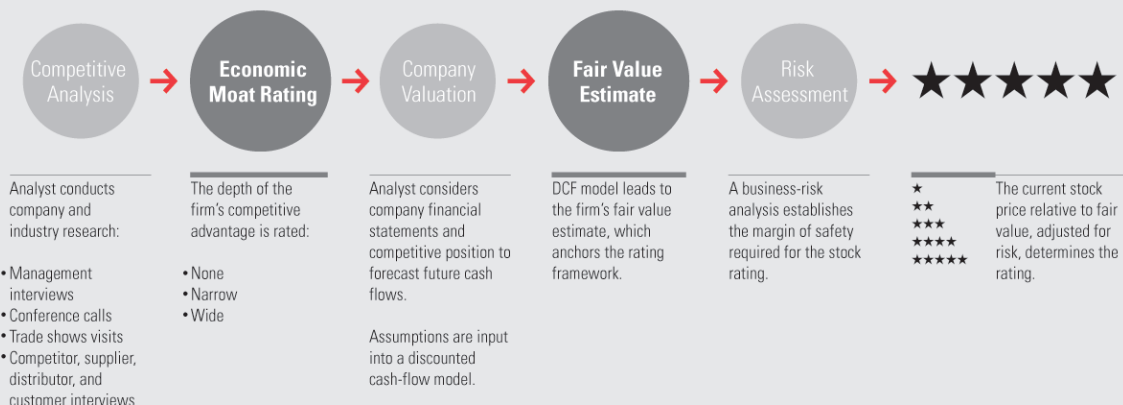 Competitive
Analysis
Economic
Moat Rating
Company
Valuation
Fair Value
Estimate
Risk
Assessment
★★★★★
Analyst conducts
company and
industry research:
• Management
interviews
• Conference calls
• Trade shows visits
• Competitor, supplier,
distributor, and
customer interviews
The depth of the
firm's competitive
advantage is rated:
• None
• Narrow
• Wide
Analyst considers
company financial
statements and
competitive position to
forecast future cash
flows.
Assumptions are input
into a discounted
cash-flow model.
DCF model leads to
the firm's fair value
estimate, which
anchors the rating
framework.
A business-risk
analysis establishes
the margin of safety
required for the stock
rating.
★
★★
★★★
★★★★
★★★★★
The current stock
price relative to fair
value, adjusted for
risk, determines the
rating.